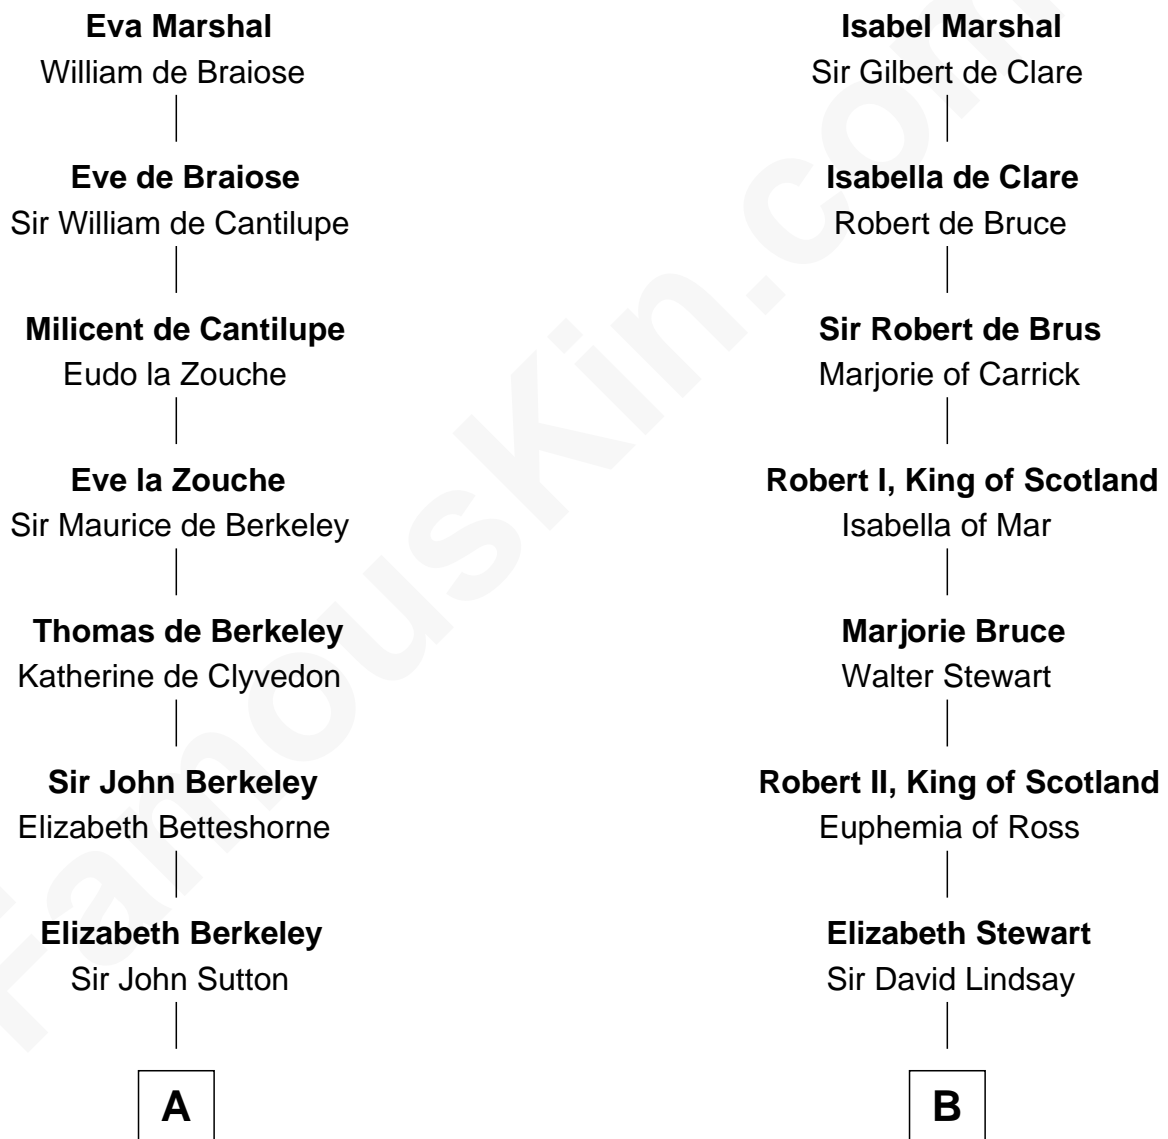 Eva Marshal
William de Braiose
Eve de Braiose
Sir William de Cantilupe
Milicent de Cantilupe
Eudo la Zouche
Eve la Zouche
Sir Maurice de Berkeley
Thomas de Berkeley
Katherine de Clyvedon
Sir John Berkeley
Elizabeth Betteshorne
Elizabeth Berkeley
Sir John Sutton
A
Isabel Marshal
Sir Gilbert de Clare
Isabella de Clare
Robert de Bruce
Sir Robert de Brus
Marjorie of Carrick
Robert I, King of Scotland
Isabella of Mar
Marjorie Bruce
Walter Stewart
Robert II, King of Scotland
Euphemia of Ross
Elizabeth Stewart
Sir David Lindsay
B
FamousKin.com